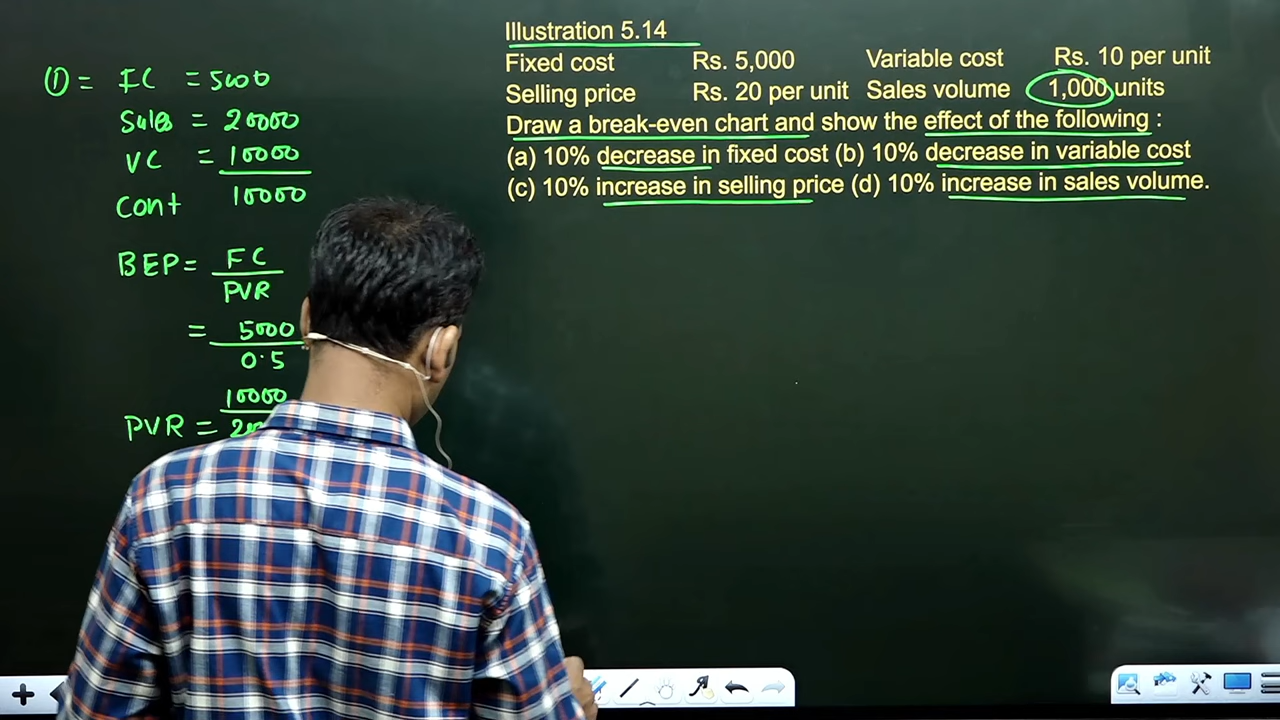 Illustration 5.14
Fixed cost Rs. 5,000 Variable cost Rs. 10 per unit
Selling price Rs. 20 per unit Sales volume 1,000 units
Draw a break-even chart and show the effect of the following :
(a) 10% decrease in fixed cost (b) 10% decrease in variable cost
(c) 10% increase in selling price (d) 10% increase in sales volume.
① = FC = 5000
Sales = 20000
VC = 10000
Cont 10000
BEP = FC
PVR
= 5000
0.5
10000
PVR =